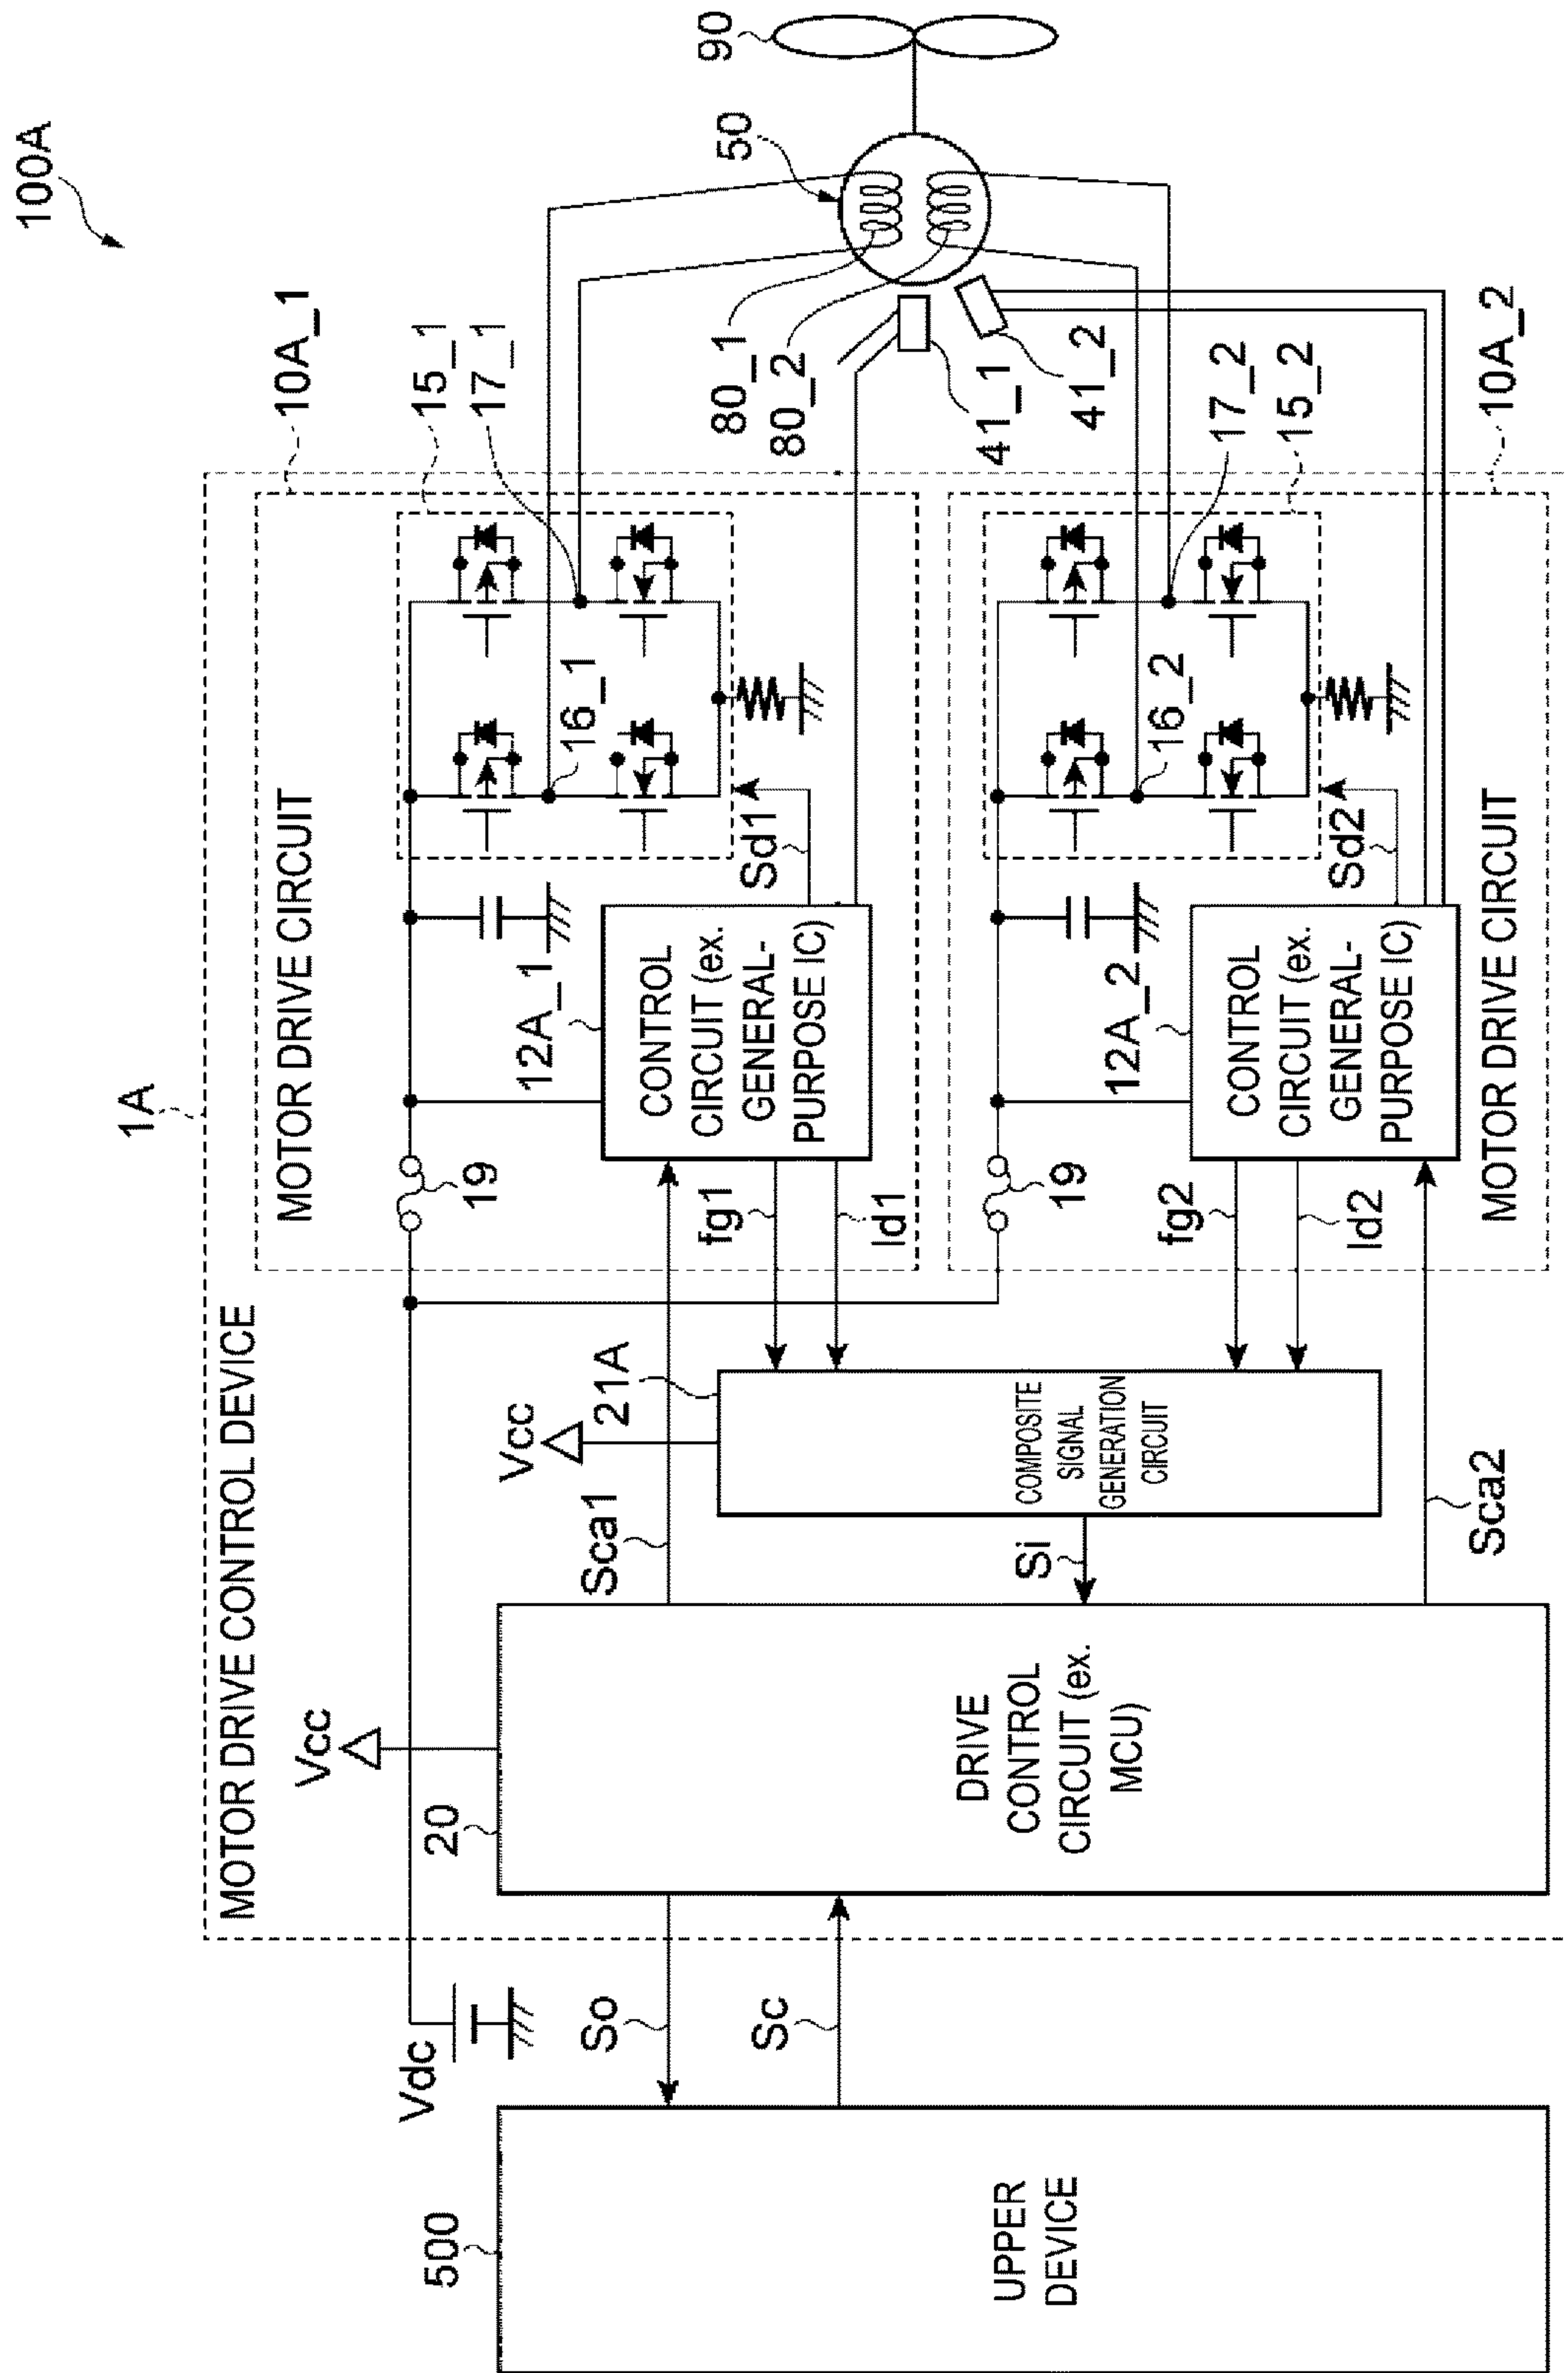 100A
1A
MOTOR DRIVE CONTROL DEVICE
10A_1
MOTOR DRIVE CIRCUIT
15_1
17_1
90
50
Vcc
Vdc
19
16_1
12A_1
Sd1
CONTROL
CIRCUIT (ex.
GENERAL-
PURPOSE IC)
80_1
80_2
41_1
41_2
500
20
So
Sc
Sca1
Vcc
21A
fg1
Id1
UPPER
DEVICE
DRIVE
CONTROL
CIRCUIT (ex.
MCU)
Si
COMPOSITE
SIGNAL
GENERATION
CIRCUIT
19
16_2
17_2
15_2
10A_2
12A_2
Sd2
CONTROL
CIRCUIT (ex.
GENERAL-
PURPOSE IC)
fg2
Id2
Sca2
MOTOR DRIVE CIRCUIT